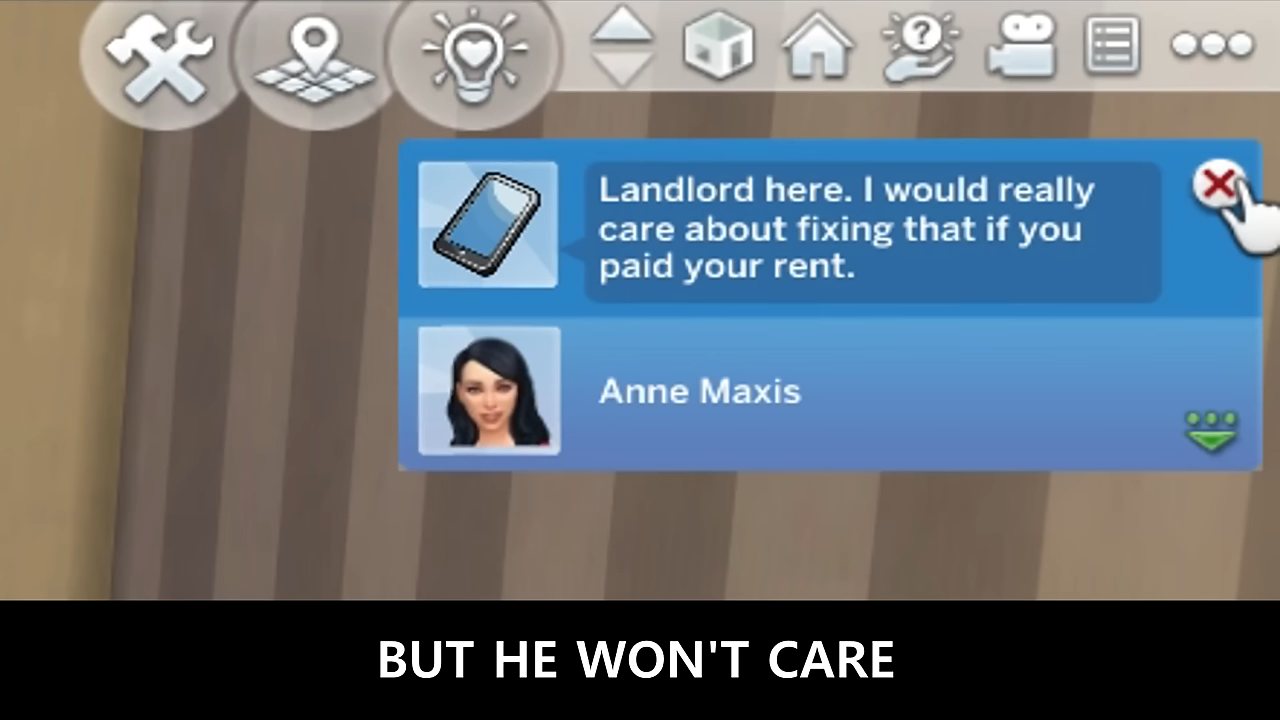 Landlord here. I would really
care about fixing that if you
paid your rent.
Anne Maxis
BUT HE WON'T CARE